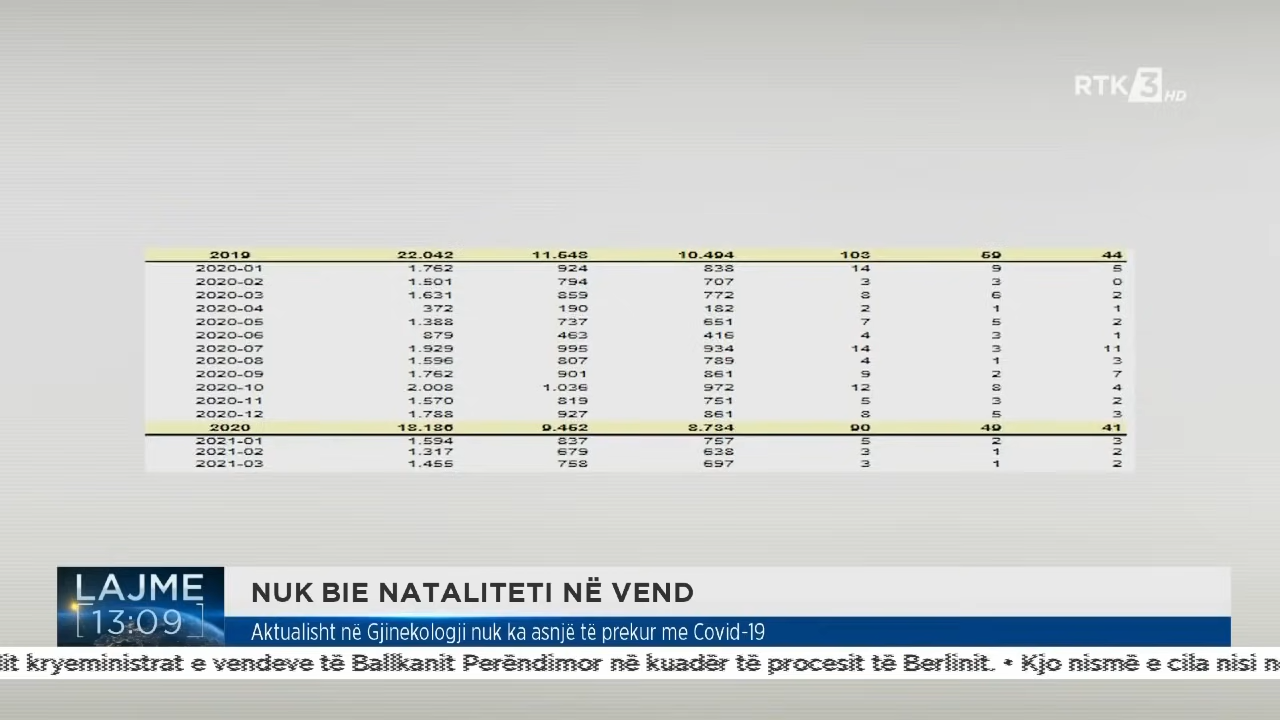 RTK 3 HD
2019 22.042 11.548 10.494 103 59 44
2020-01 1.762 924 838 14 9 5
2020-02 1.501 794 707 3 3 0
2020-03 1.631 859 772 8 6 2
2020-04 372 190 182 2 1 1
2020-05 1.388 737 651 7 5 2
2020-06 879 463 416 4 3 1
2020-07 1.929 995 934 14 3 11
2020-08 1.596 807 789 4 1 3
2020-09 1.762 901 861 9 2 7
2020-10 2.008 1.036 972 12 8 4
2020-11 1.570 819 751 5 3 2
2020-12 1.788 927 861 8 5 3
2020 18.186 9.452 8.734 90 49 41
2021-01 1.594 837 757 5 2 3
2021-02 1.317 679 638 3 1 2
2021-03 1.455 758 697 3 1 2
LAJME
13:09
NUK BIE NATALITETI NË VEND
Aktualisht në Gjinekologji nuk ka asnjë të prekur me Covid-19
kryeministrat e vendeve të Ballkanit Perëndimor në kuadër të procesit të Berlinit. • Kjo nismë e cila nisi